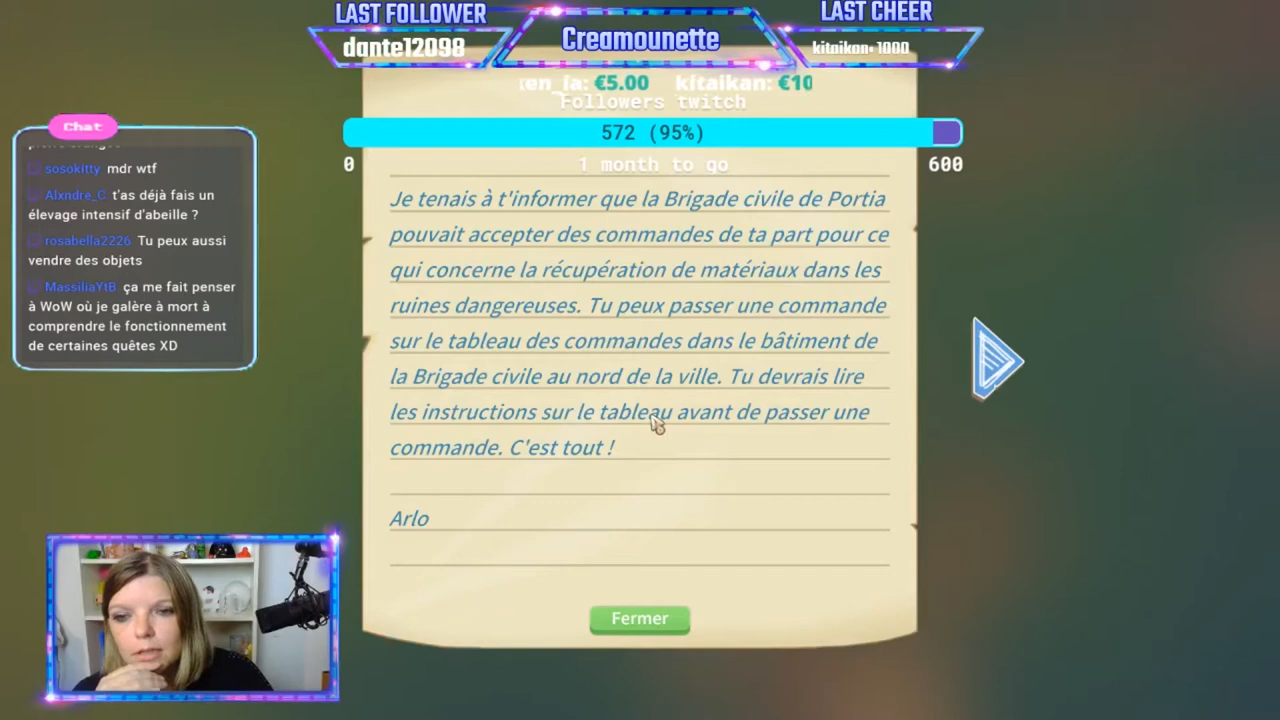 LAST FOLLOWER
dante12098
Creamounette
LAST CHEER
kitaikan• 1000
€5.00 kitaikan: €10
Followers twitch
572 (95%)
0 1 month to go 600
Chat
sosokitty mdr wtf
Alxndre_C t'as déjà fais un
élevage intensif d'abeille ?
rosabella2226 Tu peux aussi
vendre des objets
MassiliaYtB ça me fait penser
à WoW où je galère à mort à
comprendre le fonctionnement
de certaines quêtes XD
Je tenais à t'informer que la Brigade civile de Portia
pouvait accepter des commandes de ta part pour ce
qui concerne la récupération de matériaux dans les
ruines dangereuses. Tu peux passer une commande
sur le tableau des commandes dans le bâtiment de
la Brigade civile au nord de la ville. Tu devrais lire
les instructions sur le tableau avant de passer une
commande. C'est tout !
Arlo
Fermer